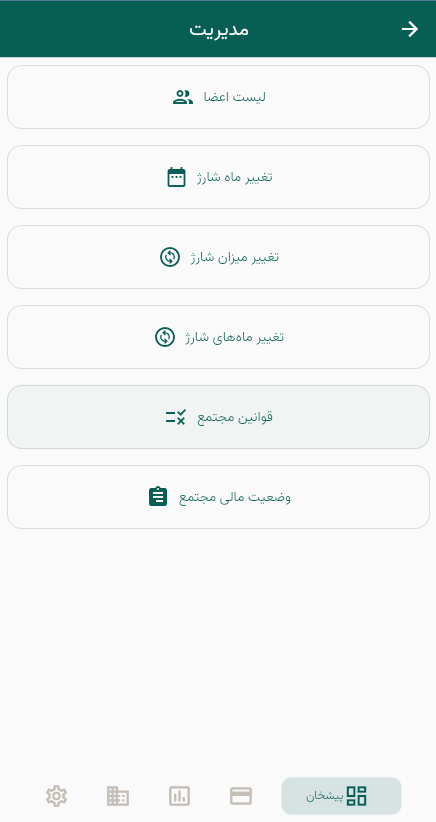 مدیریت
لیست اعضا
تغییر ماه شارژ
تغییر میزان شارژ
تغییر ماه‌های شارژ
قوانین مجتمع
وضعیت مالی مجتمع
پیشخان